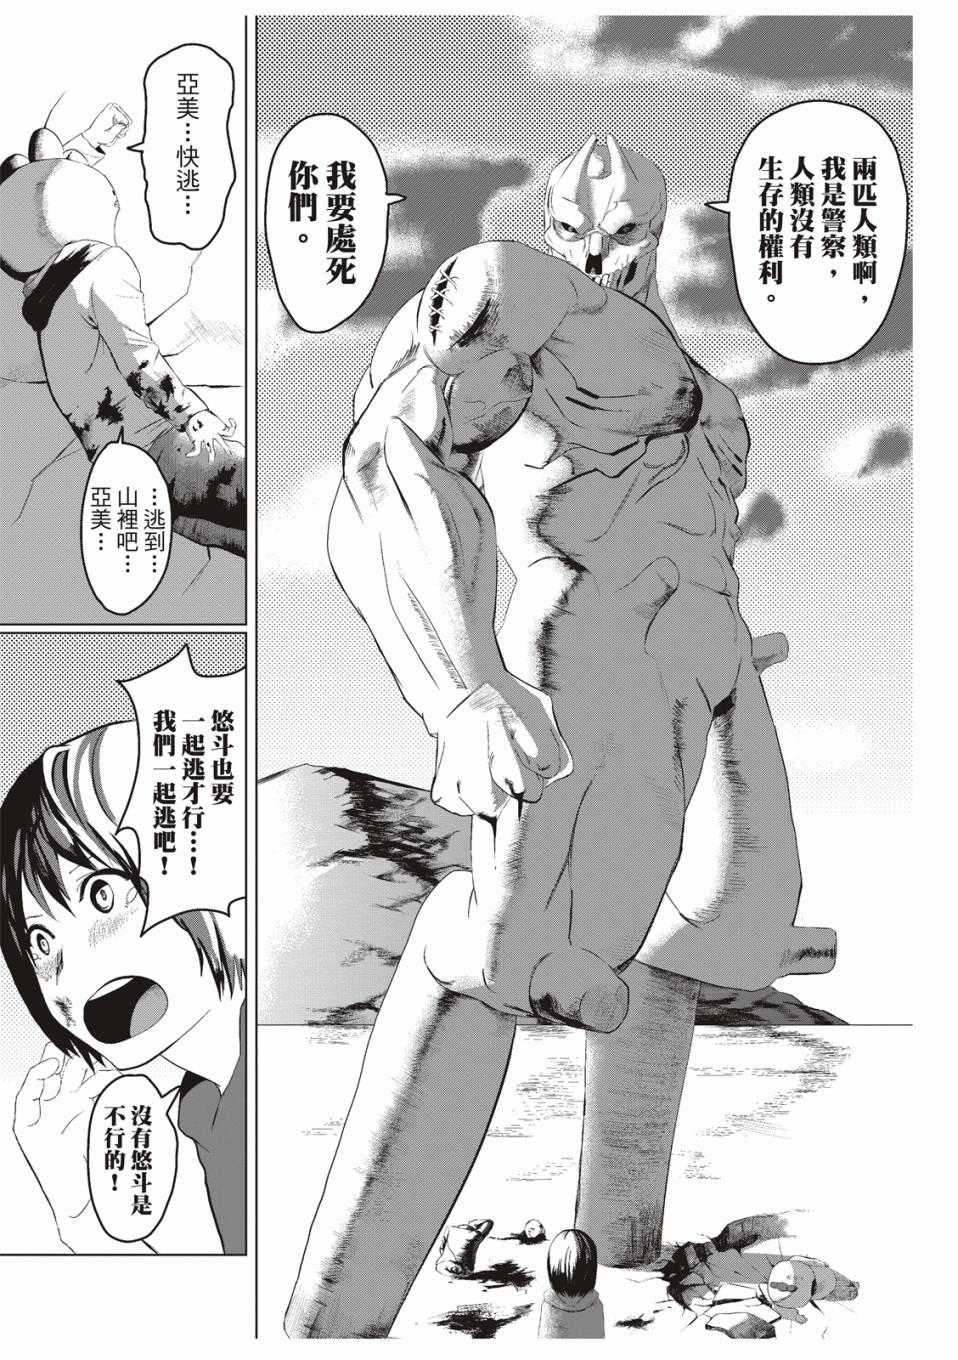 兩匹人類啊，
我是警察，
人類沒有
生存的權利。
我要處死
你們。
亞美…快逃…
…逃到…
山裡吧…
亞美…
悠斗也要
一起逃才行…！
我們一起逃吧！
沒有悠斗是
不行的！